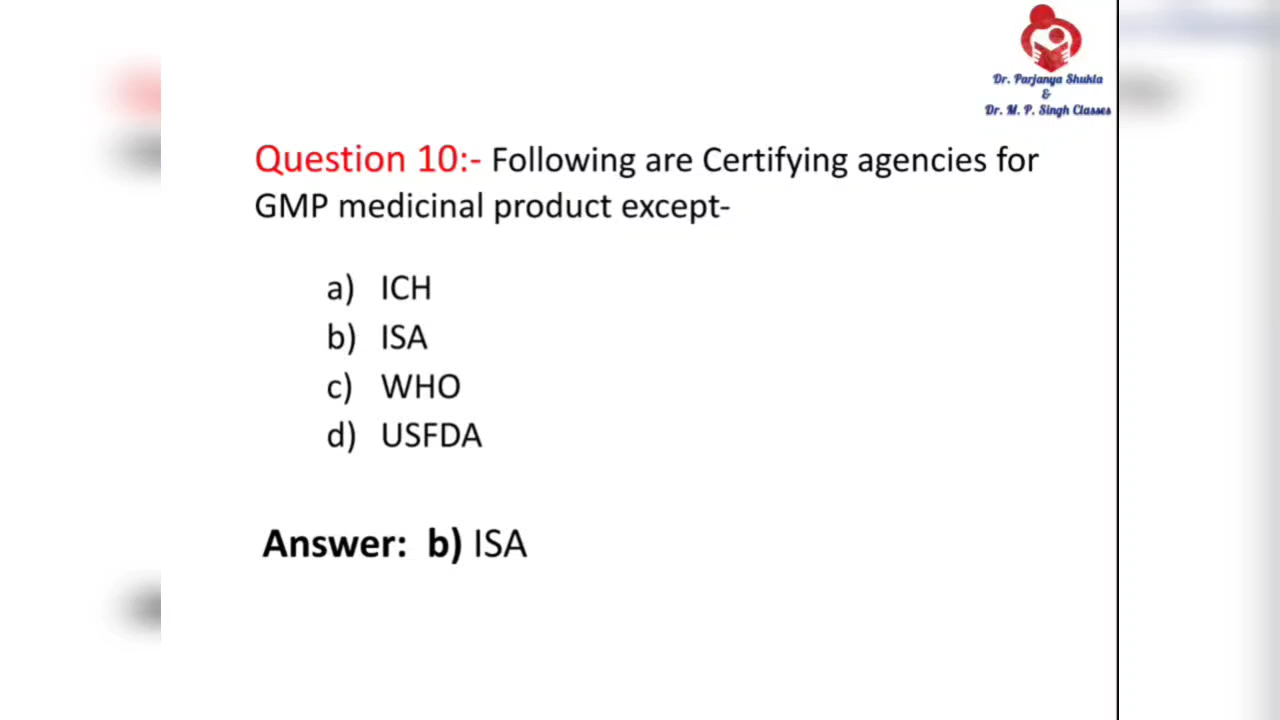 Dr. Parjanya Shukla
&
Dr. M. P. Singh Classes
Question 10:- Following are Certifying agencies for
GMP medicinal product except-
a) ICH
b) ISA
c) WHO
d) USFDA
Answer: b) ISA